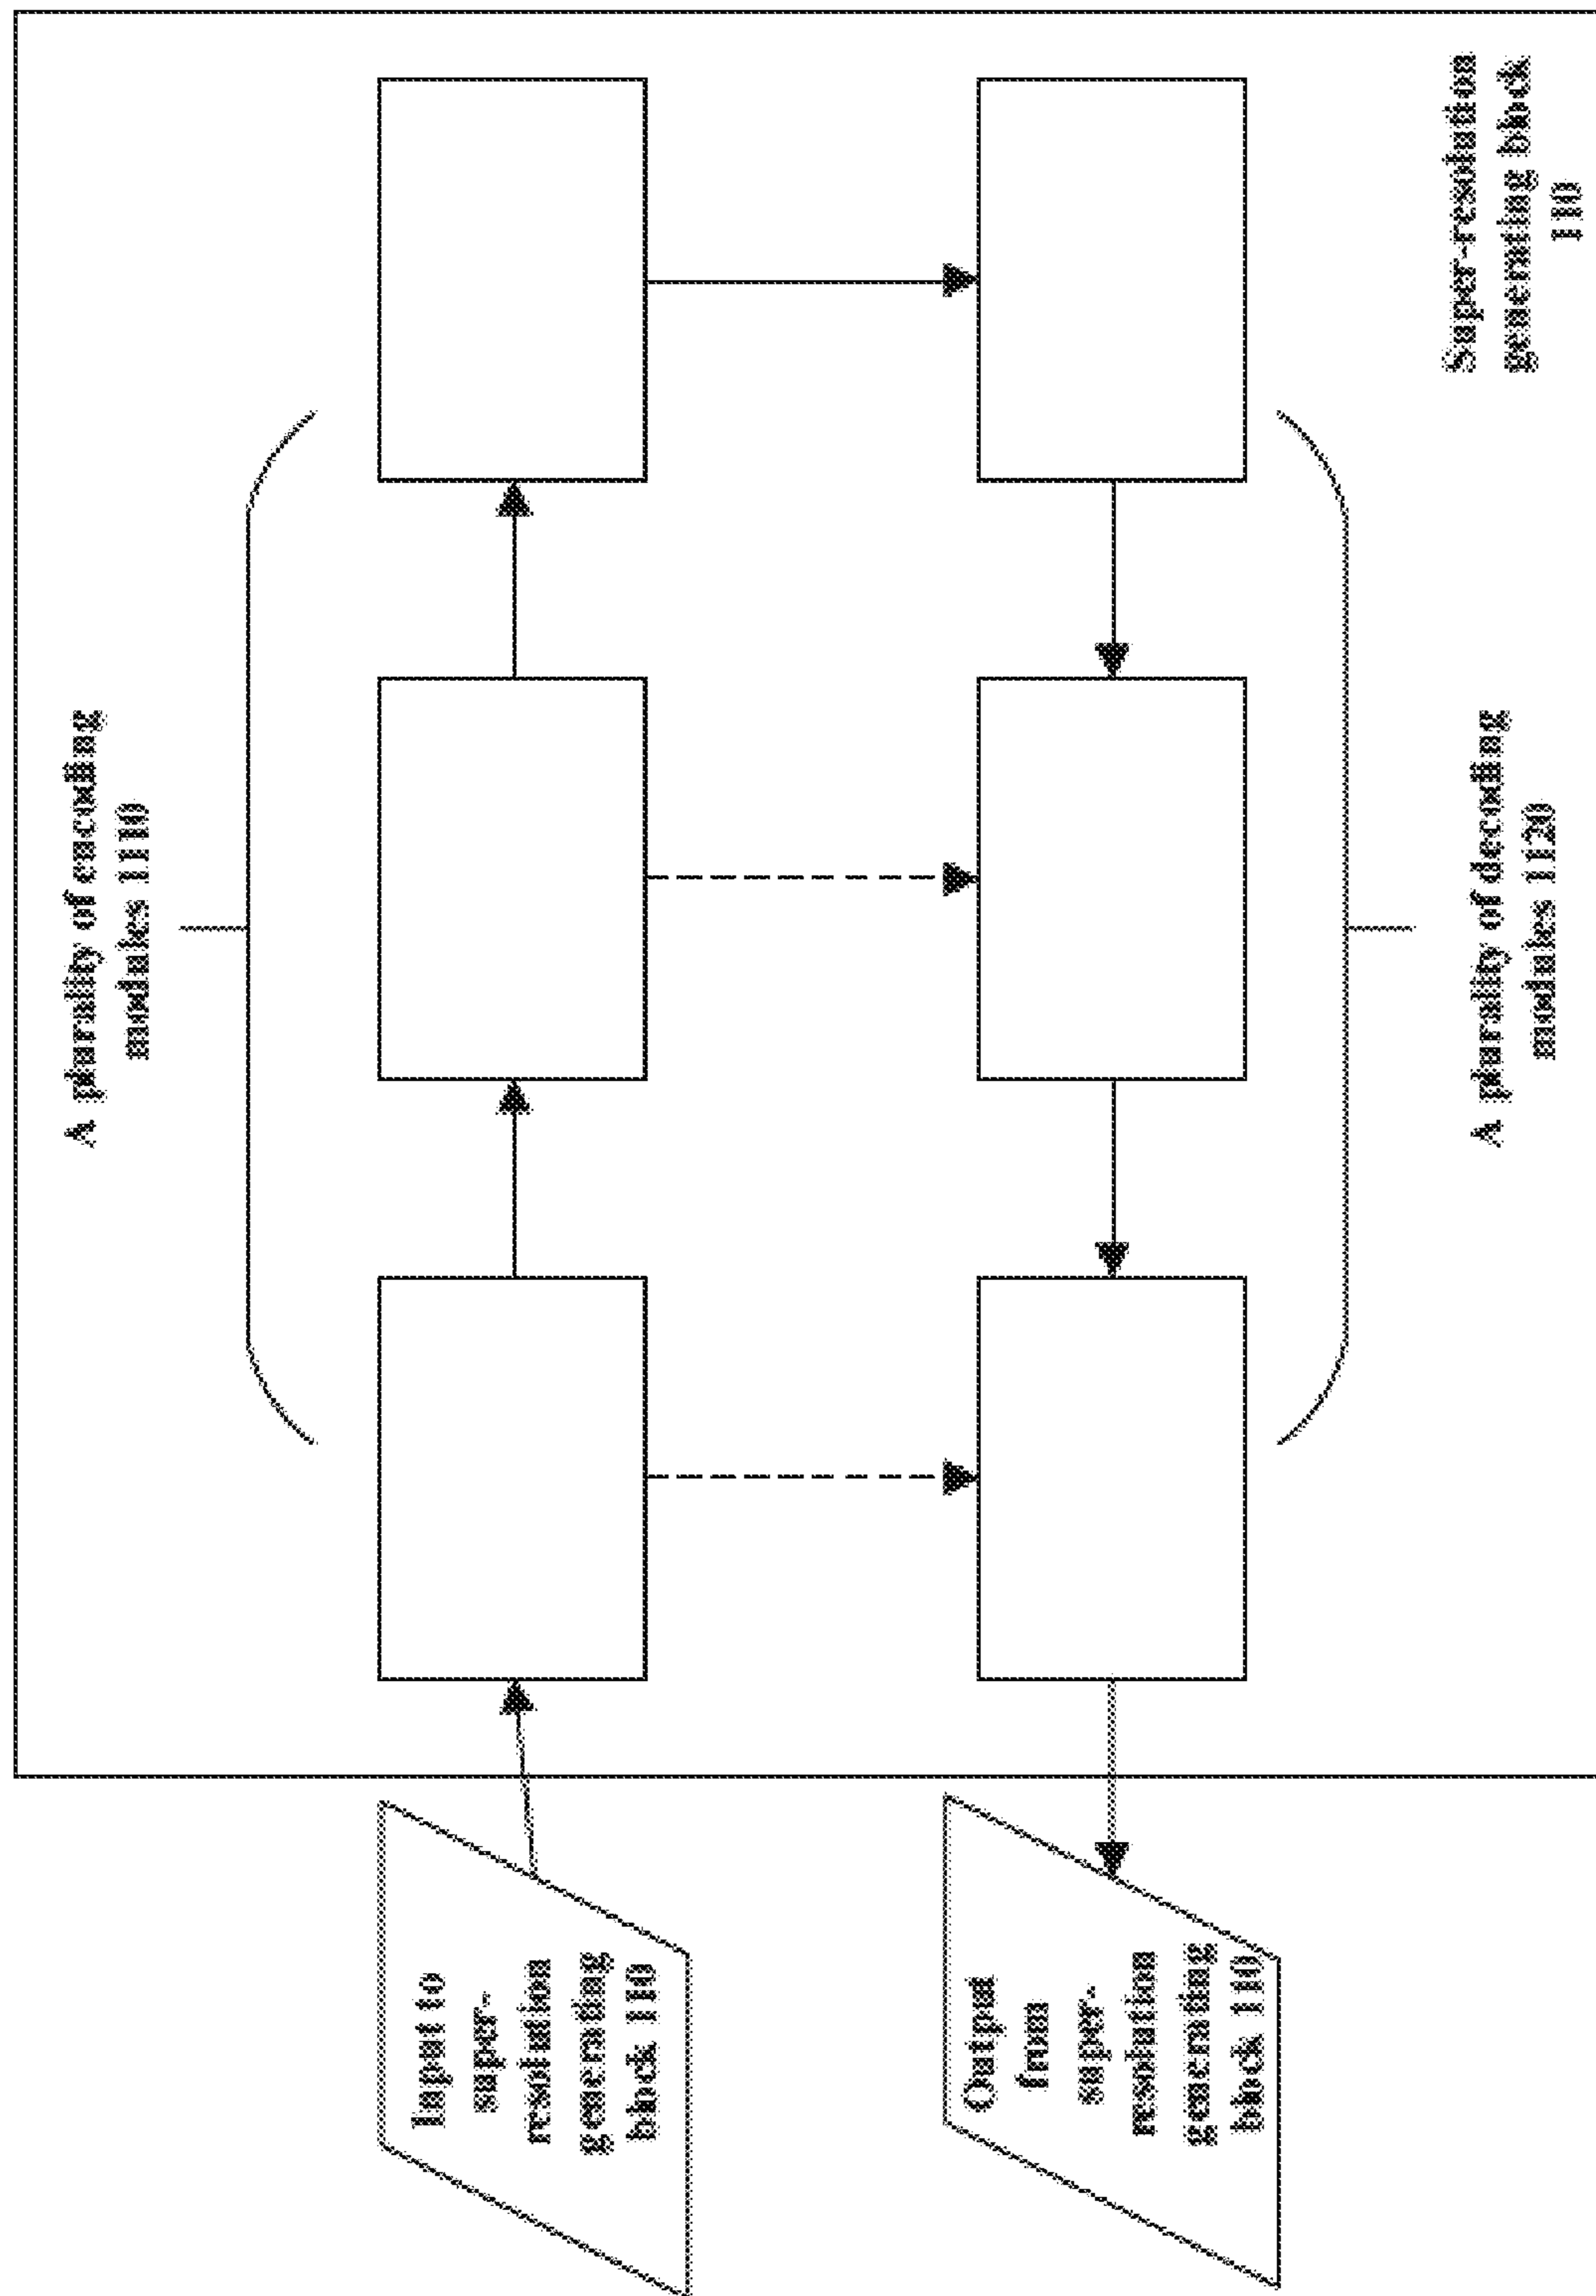 A plurality of encoding
modules 1110
Input to
super-
resolution
generating
block 110
Output
from
super-
resolution
generating
block 110
A plurality of decoding
modules 1120
Super-resolution
generating block
110